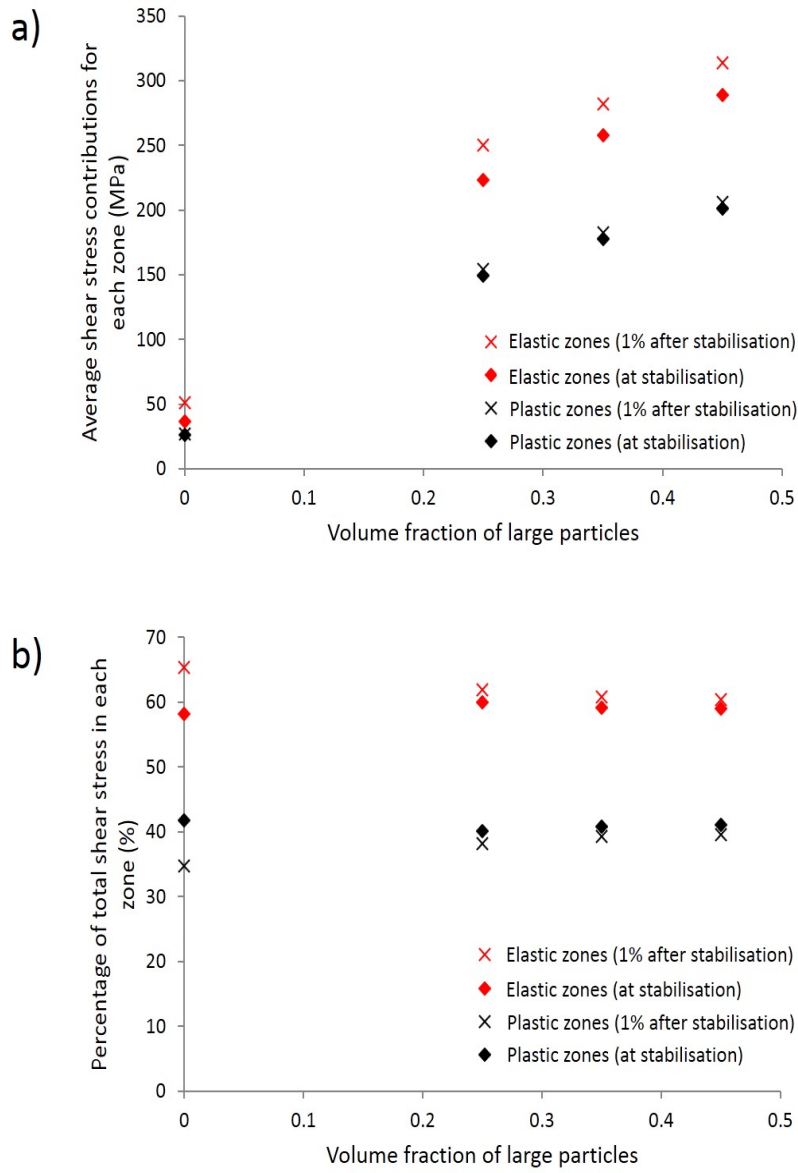 a)
Average shear stress contributions for
each zone (MPa)
350
300
250
200
150
100
50
0
Elastic zones (1% after stabilisation)
Elastic zones (at stabilisation)
Plastic zones (1% after stabilisation)
Plastic zones (at stabilisation)
0 0.1 0.2 0.3 0.4 0.5
Volume fraction of large particles
b)
Percentage of total shear stress in each
zone (%)
70
60
50
40
30
20
10
0
Elastic zones (1% after stabilisation)
Elastic zones (at stabilisation)
Plastic zones (1% after stabilisation)
Plastic zones (at stabilisation)
0 0.1 0.2 0.3 0.4 0.5
Volume fraction of large particles